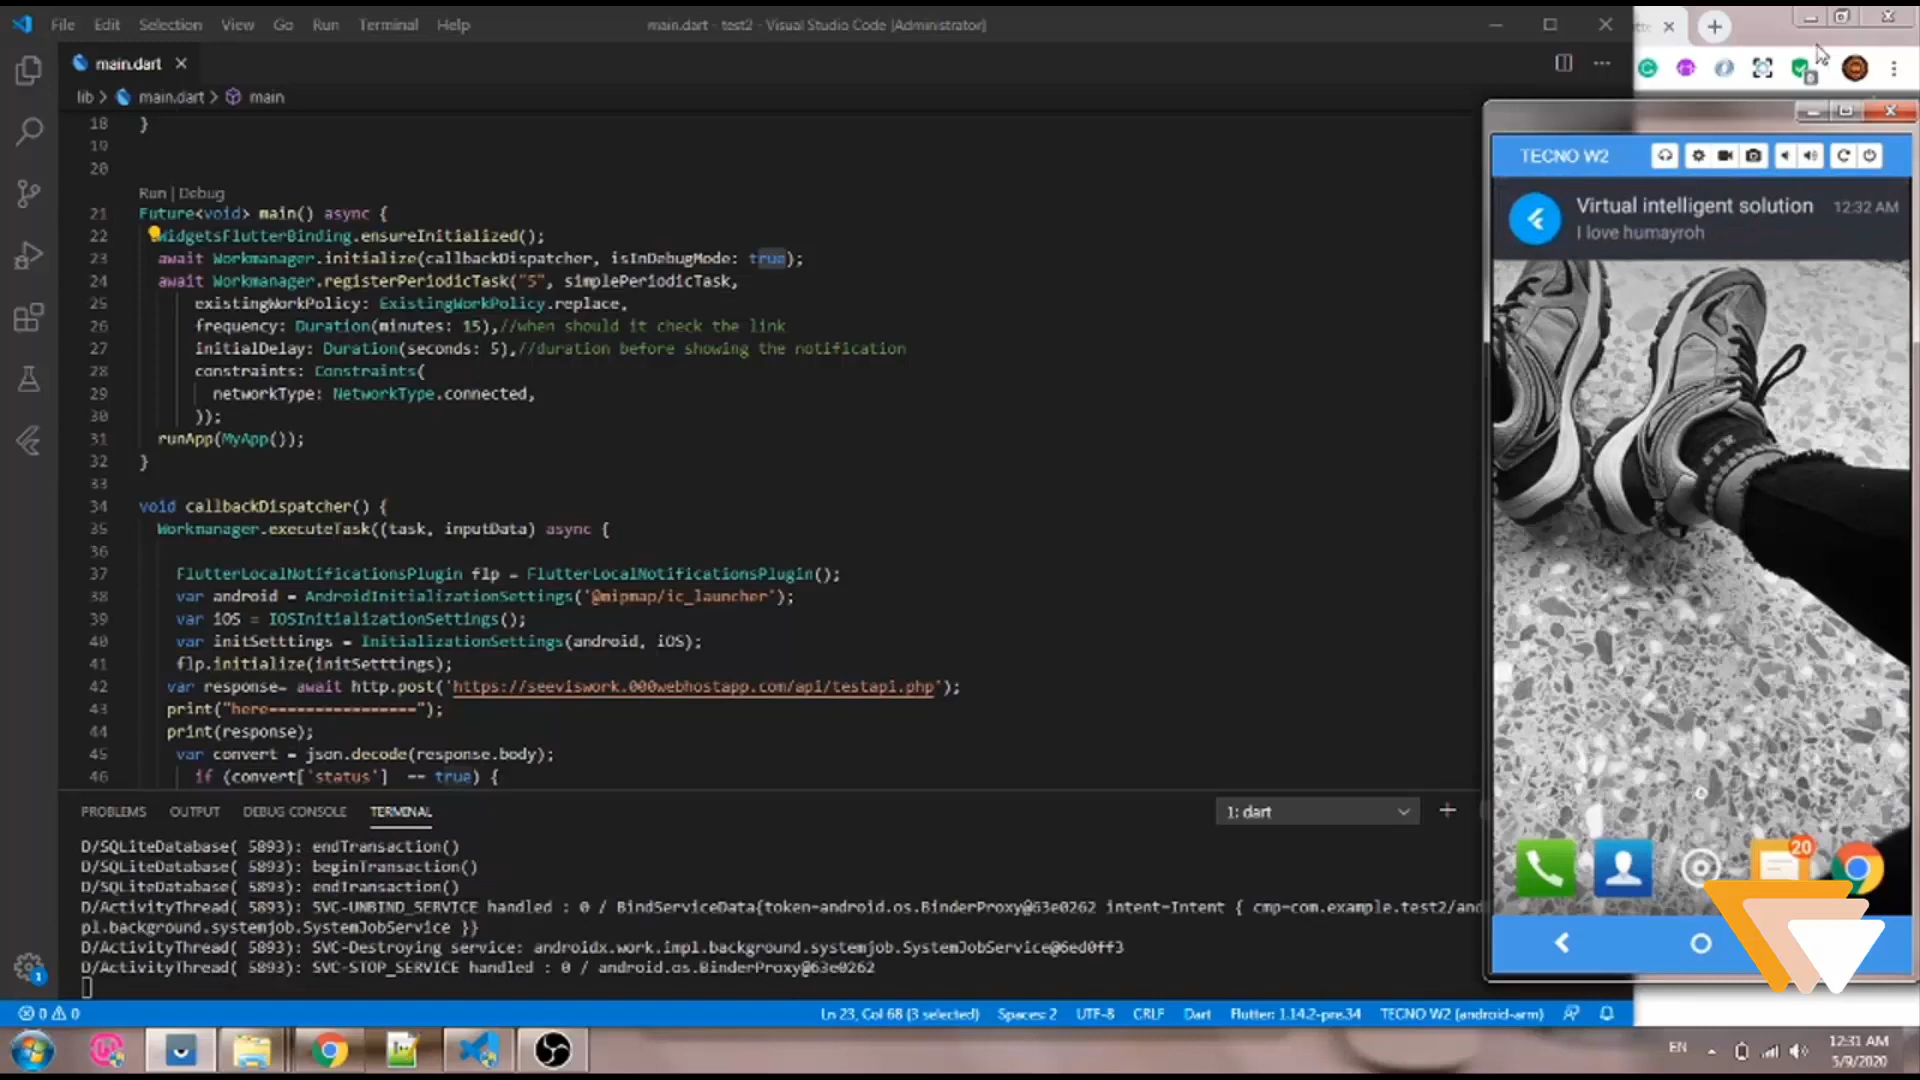 File Edit Selection View Go Run Terminal Help
main.dart - test2 - Visual Studio Code [Administrator]
main.dart
lib > main.dart > main
18 }
19
20
Run | Debug
21 Future<void> main() async {
22 WidgetsFlutterBinding.ensureInitialized();
23 await Workmanager.initialize(callbackDispatcher, isInDebugMode: true);
24 await Workmanager.registerPeriodicTask("5", simplePeriodicTask,
25 existingWorkPolicy: ExistingWorkPolicy.replace,
26 frequency: Duration(minutes: 15),//when should it check the link
27 initialDelay: Duration(seconds: 5),//duration before showing the notification
28 constraints: Constraints(
29 networkType: NetworkType.connected,
30 ));
31 runApp(MyApp());
32 }
33
34 void callbackDispatcher() {
35 Workmanager.executeTask((task, inputData) async {
36
37 FlutterLocalNotificationsPlugin flp = FlutterLocalNotificationsPlugin();
38 var android = AndroidInitializationSettings('@mipmap/ic_launcher');
39 var iOS = IOSInitializationSettings();
40 var initSetttings = InitializationSettings(android, iOS);
41 flp.initialize(initSetttings);
42 var response= await http.post('https://seeviswork.000webhostapp.com/api/testapi.php');
43 print("here================");
44 print(response);
45 var convert = json.decode(response.body);
46 if (convert['status'] == true) {
PROBLEMS OUTPUT DEBUG CONSOLE TERMINAL
1: dart
D/SQLiteDatabase( 5893): endTransaction()
D/SQLiteDatabase( 5893): beginTransaction()
D/SQLiteDatabase( 5893): endTransaction()
D/ActivityThread( 5893): SVC-UNBIND_SERVICE handled : 0 / BindServiceData{token=android.os.BinderProxy@63e0262 intent=Intent { cmp=com.example.test2/and
pl.background.systemjob.SystemJobService }}
D/ActivityThread( 5893): SVC-Destroying service: androidx.work.impl.background.systemjob.SystemJobService@6ed0ff3
D/ActivityThread( 5893): SVC-STOP_SERVICE handled : 0 / android.os.BinderProxy@63e0262
0 0
Ln 23, Col 68 (3 selected) Spaces: 2 UTF-8 CRLF Dart Flutter: 1.14.2-pre.34 TECNO W2 (android-arm)
TECNO W2
Virtual intelligent solution 12:32 AM
I love humayroh
20
EN
12:31 AM
5/9/2020